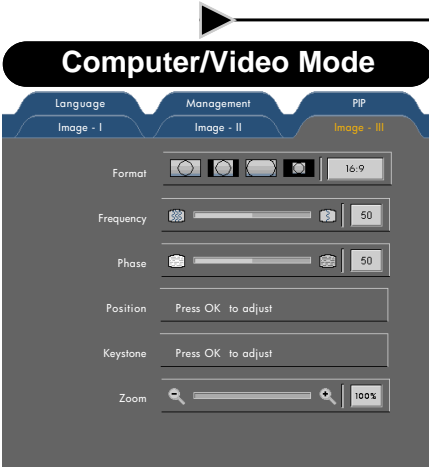 Computer/Video Mode
Language Management PIP
Image - I Image - II Image - III
Format 16:9
Frequency 50
Phase 50
Position Press OK to adjust
Keystone Press OK to adjust
Zoom 100%